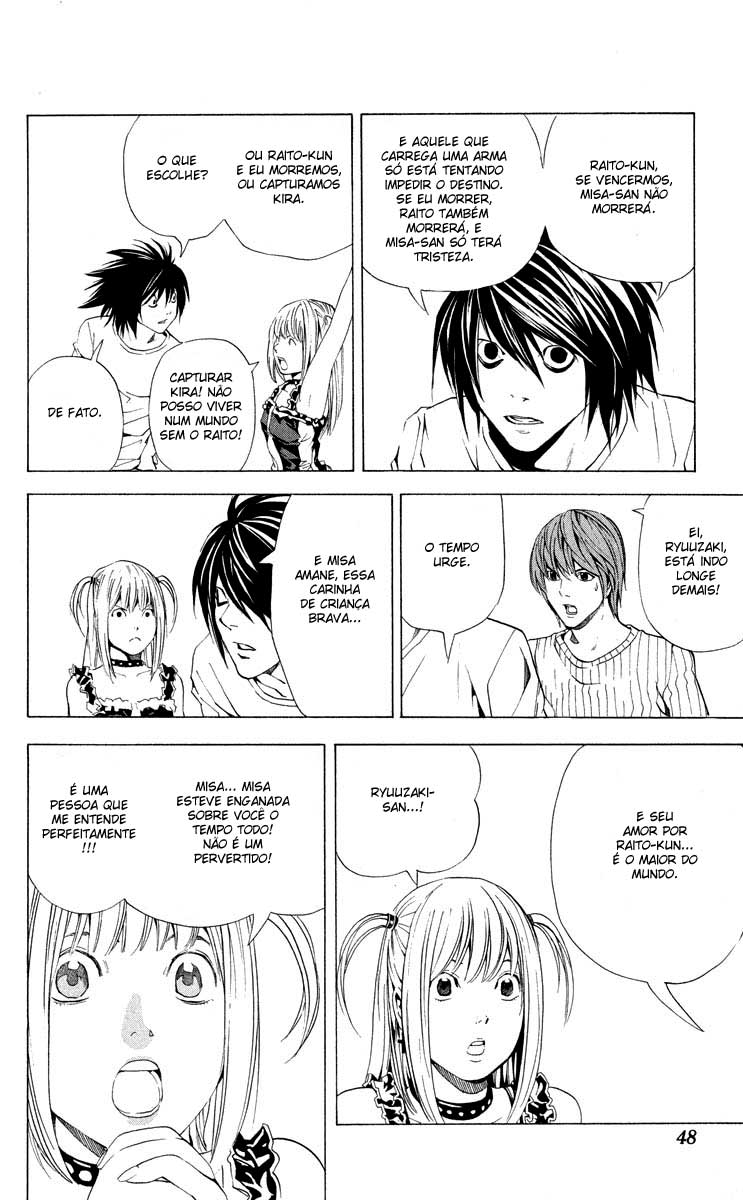 RAITO-KUN,
SE VENCERMOS,
MISA-SAN NÃO
MORRERÁ.
E AQUELE QUE
CARREGA UMA ARMA
SÓ ESTÁ TENTANDO
IMPEDIR O DESTINO.
SE EU MORRER,
RAITO TAMBÉM
MORRERÁ, E
MISA-SAN SÓ TERÁ
TRISTEZA.
OU RAITO-KUN
E EU MORREMOS,
OU CAPTURAMOS
KIRA.
O QUE
ESCOLHE?
CAPTURAR
KIRA! NÃO
POSSO VIVER
NUM MUNDO
SEM O RAITO!
DE FATO.
EI,
RYUUZAKI,
ESTÁ INDO
LONGE
DEMAIS!
O TEMPO
URGE.
E MISA
AMANE, ESSA
CARINHA
DE CRIANÇA
BRAVA...
E SEU
AMOR POR
RAITO-KUN...
É O MAIOR DO
MUNDO.
RYUUZAKI-
SAN...!
MISA... MISA
ESTEVE ENGANADA
SOBRE VOCÊ O
TEMPO TODO!
NÃO É UM
PERVERTIDO!
É UMA
PESSOA QUE
ME ENTENDE
PERFEITAMENTE
!!!
48